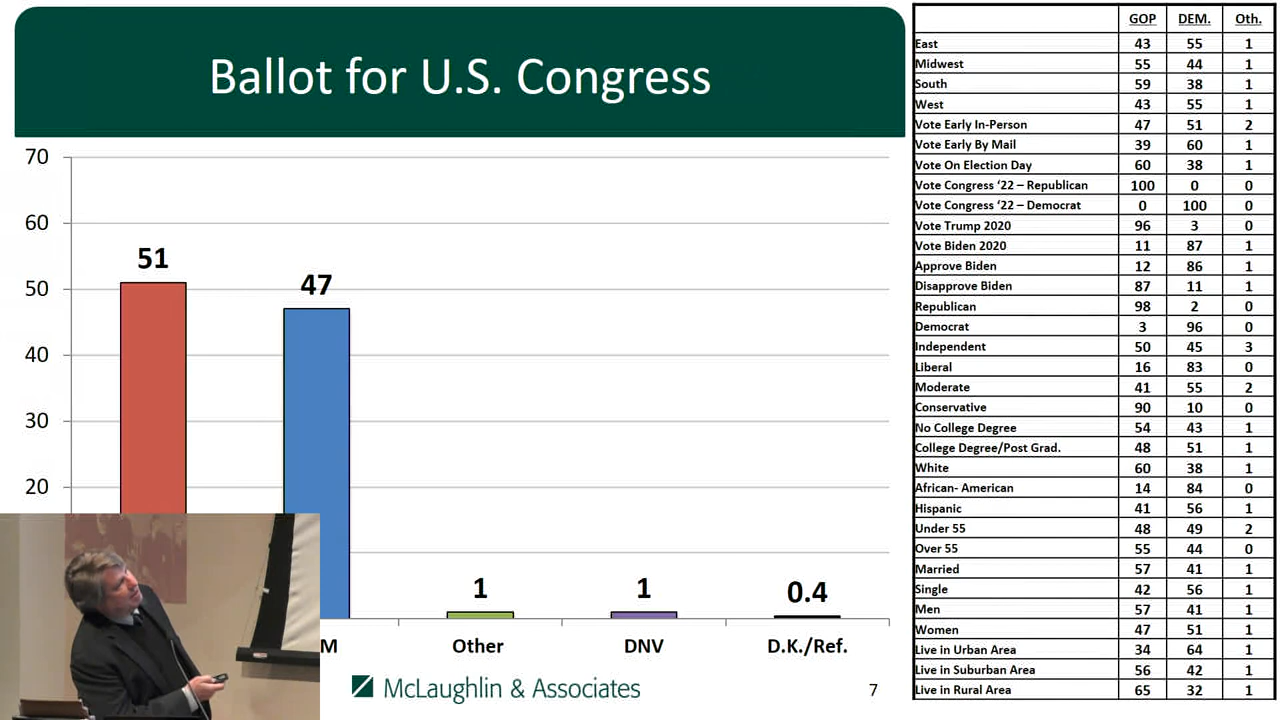 Ballot for U.S. Congress
70
60
50
40
30
20
51
47
1
1
0.4
M
Other
DNV
D.K./Ref.
McLaughlin & Associates
7
GOP DEM. Oth.
East 43 55 1
Midwest 55 44 1
South 59 38 1
West 43 55 1
Vote Early In-Person 47 51 2
Vote Early By Mail 39 60 1
Vote On Election Day 60 38 1
Vote Congress ‘22 – Republican 100 0 0
Vote Congress ‘22 – Democrat 0 100 0
Vote Trump 2020 96 3 0
Vote Biden 2020 11 87 1
Approve Biden 12 86 1
Disapprove Biden 87 11 1
Republican 98 2 0
Democrat 3 96 0
Independent 50 45 3
Liberal 16 83 0
Moderate 41 55 2
Conservative 90 10 0
No College Degree 54 43 1
College Degree/Post Grad. 48 51 1
White 60 38 1
African- American 14 84 0
Hispanic 41 56 1
Under 55 48 49 2
Over 55 55 44 0
Married 57 41 1
Single 42 56 1
Men 57 41 1
Women 47 51 1
Live in Urban Area 34 64 1
Live in Suburban Area 56 42 1
Live in Rural Area 65 32 1